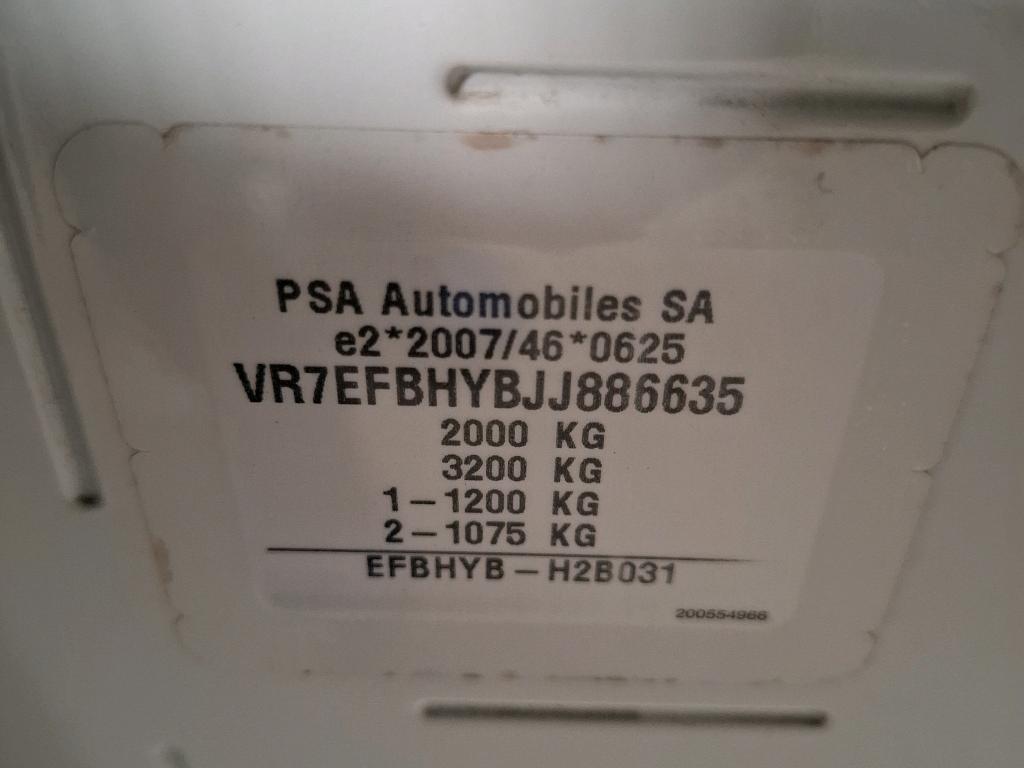 PSA Automobiles SA
e2*2007/46*0625
VR7EFBHYBJJ886635
2000 KG
3200 KG
1-1200 KG
2-1075 KG
EFBHYB-H2B031
200554966